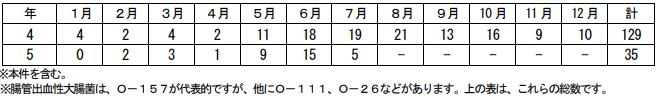 年 1月 2月 3月 4月 5月 6月 7月 8月 9月 10月 11月 12月 計
4 4 2 4 2 11 18 19 21 13 16 9 10 129
5 0 2 3 1 9 15 5 － － － － － 35
※本件を含む。
※腸管出血性大腸菌は、Ｏ－１５７が代表的ですが、他にＯ－１１１、Ｏ－２６などがあります。上の表は、これらの総数です。